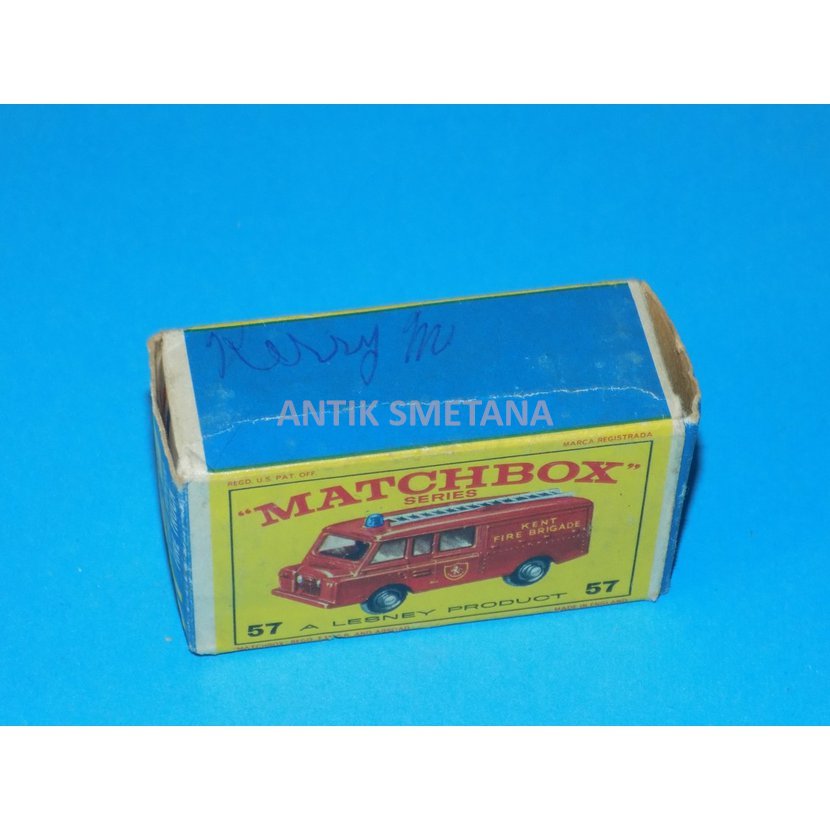 Kerry M
ANTIK SMETANA
REGD. U.S. PAT. OFF.
MARCA REGISTRADA
"MATCHBOX"
SERIES
KENT
FIRE BRIGADE
57 A LESNEY PRODUCT 57
MADE IN ENGLAND